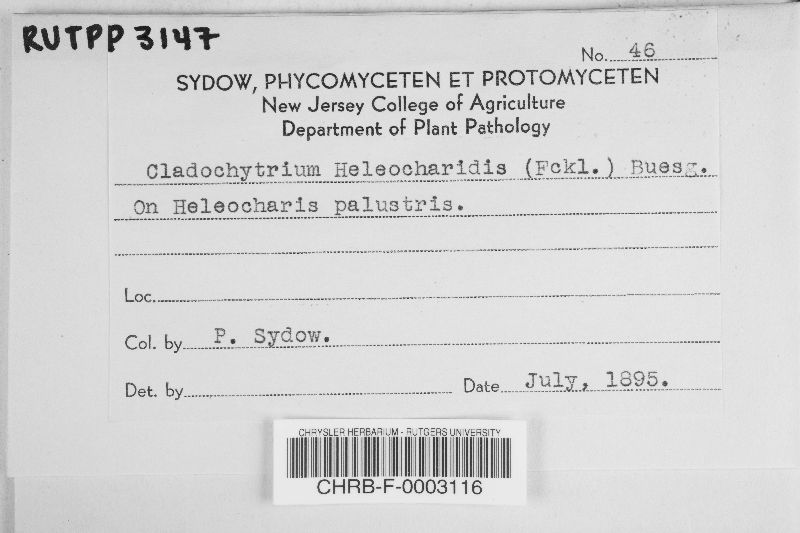 RUTPP 3147
No. 46
SYDOW, PHYCOMYCETEN ET PROTOMYCETEN
New Jersey College of Agriculture
Department of Plant Pathology
Cladochytrium Heleocharidis (Fckl.) Buesg.
On Heleocharis palustris.
Loc.
Col. by P. Sydow.
Det. by Date July, 1895.
CHRYSLER HERBARIUM - RUTGERS UNIVERSITY
CHRB-F-0003116